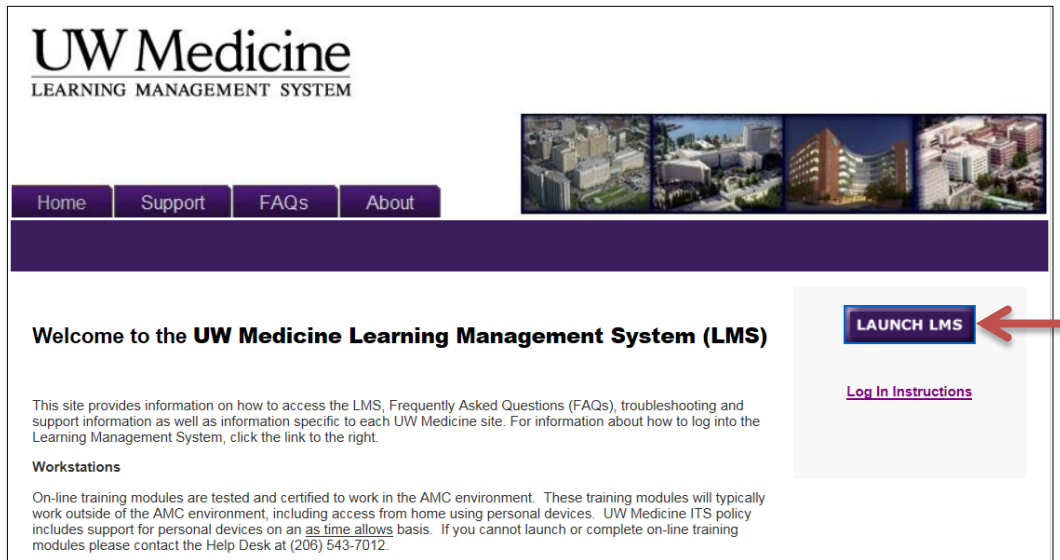 UW Medicine
LEARNING MANAGEMENT SYSTEM
Home Support FAQs About
Welcome to the UW Medicine Learning Management System (LMS)
LAUNCH LMS
Log In Instructions
This site provides information on how to access the LMS, Frequently Asked Questions (FAQs), troubleshooting and
support information as well as information specific to each UW Medicine site. For information about how to log into the
Learning Management System, click the link to the right.
Workstations
On-line training modules are tested and certified to work in the AMC environment. These training modules will typically
work outside of the AMC environment, including access from home using personal devices. UW Medicine ITS policy
includes support for personal devices on an as time allows basis. If you cannot launch or complete on-line training
modules please contact the Help Desk at (206) 543-7012.